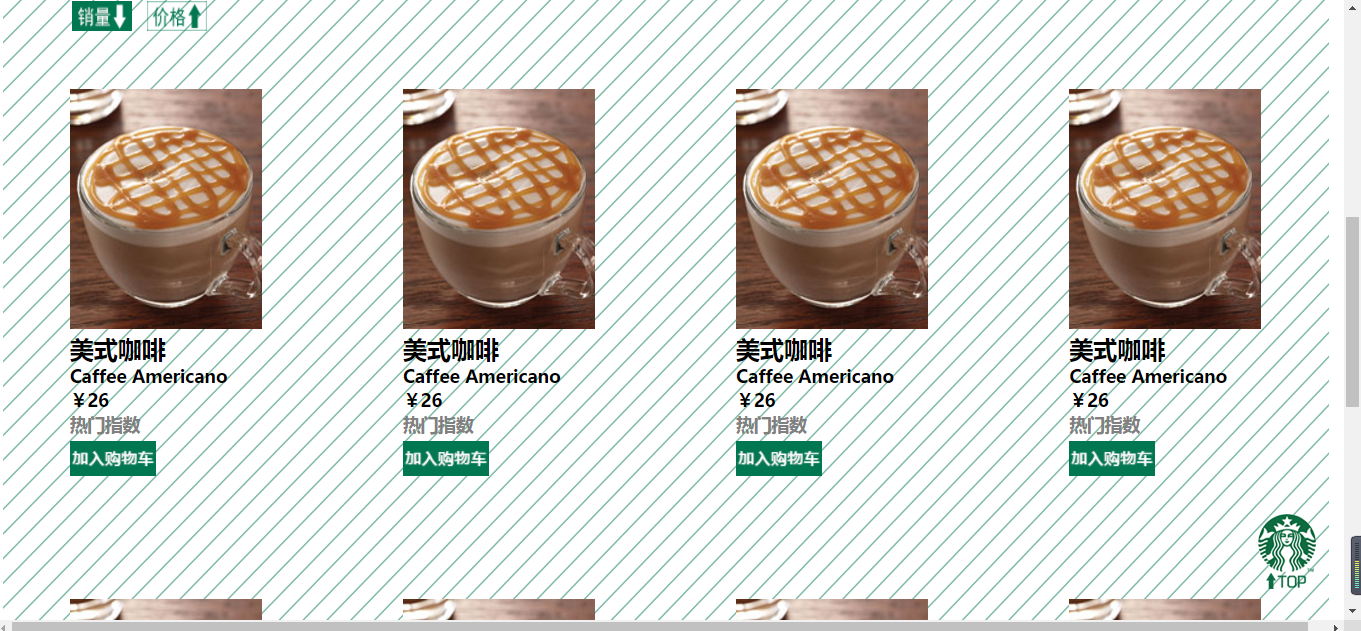 销量 价格
美式咖啡 美式咖啡 美式咖啡 美式咖啡
Caffee Americano Caffee Americano Caffee Americano Caffee Americano
￥26 ￥26 ￥26 ￥26
热门指数 热门指数 热门指数 热门指数
加入购物车 加入购物车 加入购物车 加入购物车
TOP